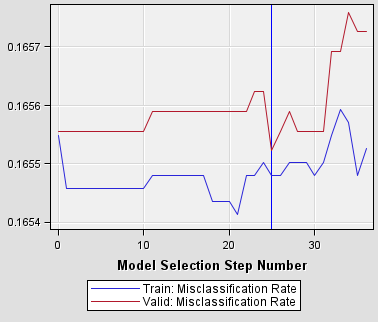 0.1657
0.1656
0.1655
0.1654
0 10 20 30
Model Selection Step Number
Train: Misclassification Rate
Valid: Misclassification Rate